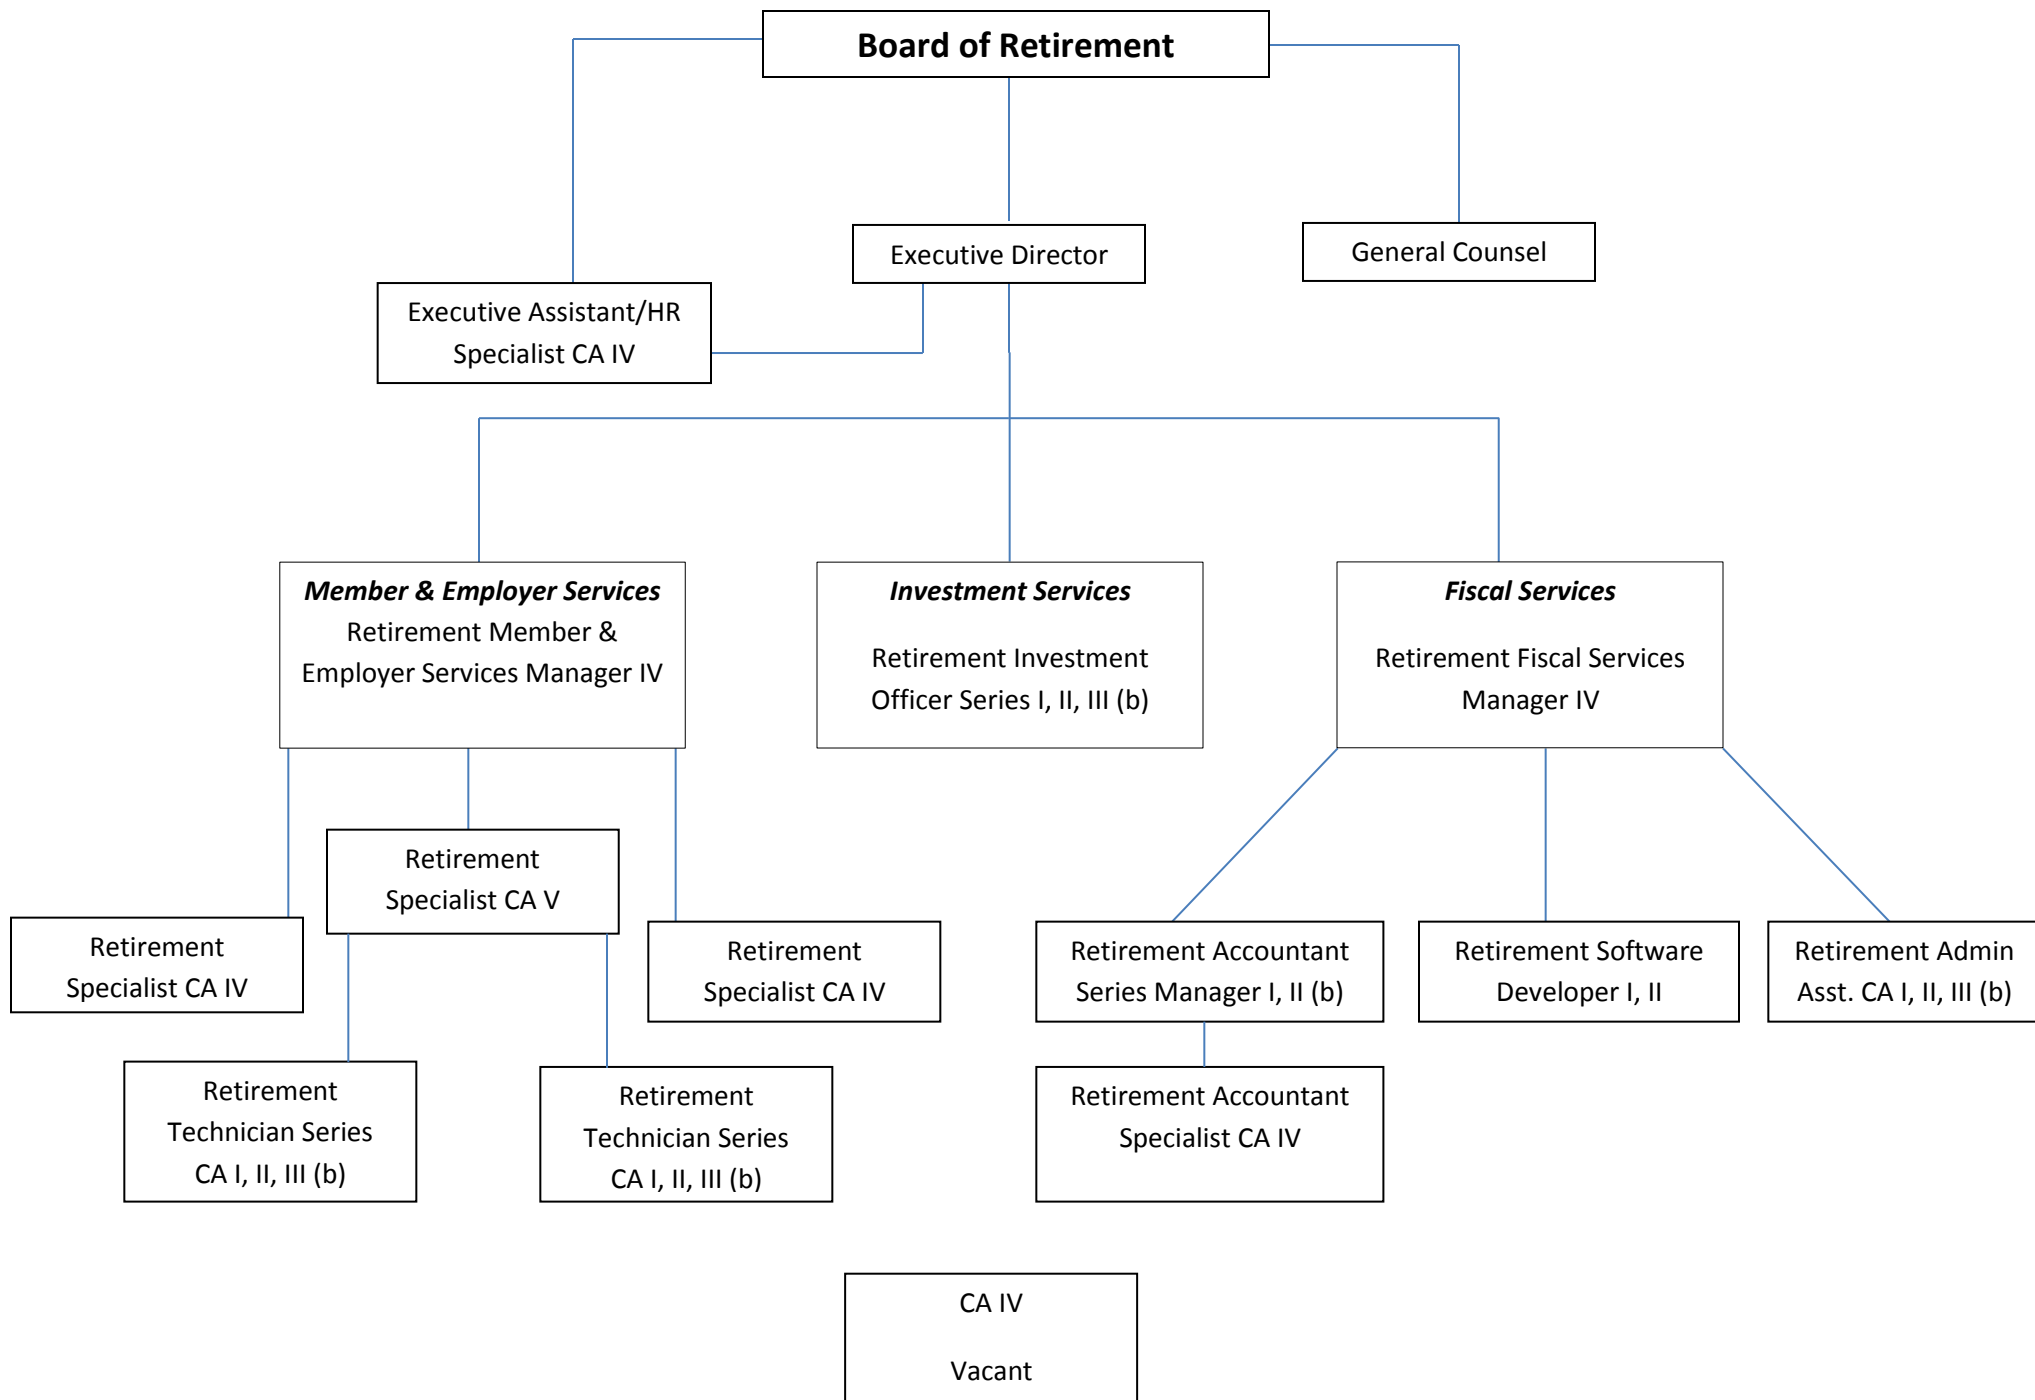 Board of Retirement
Executive Director
General Counsel
Executive Assistant/HR
Specialist CA IV
Member & Employer Services
Retirement Member &
Employer Services Manager IV
Investment Services
Retirement Investment
Officer Series I, II, III (b)
Fiscal Services
Retirement Fiscal Services
Manager IV
Retirement
Specialist CA V
Retirement
Specialist CA IV
Retirement
Specialist CA IV
Retirement Accountant
Series Manager I, II (b)
Retirement Software
Developer I, II
Retirement Admin
Asst. CA I, II, III (b)
Retirement
Technician Series
CA I, II, III (b)
Retirement
Technician Series
CA I, II, III (b)
Retirement Accountant
Specialist CA IV
CA IV
Vacant